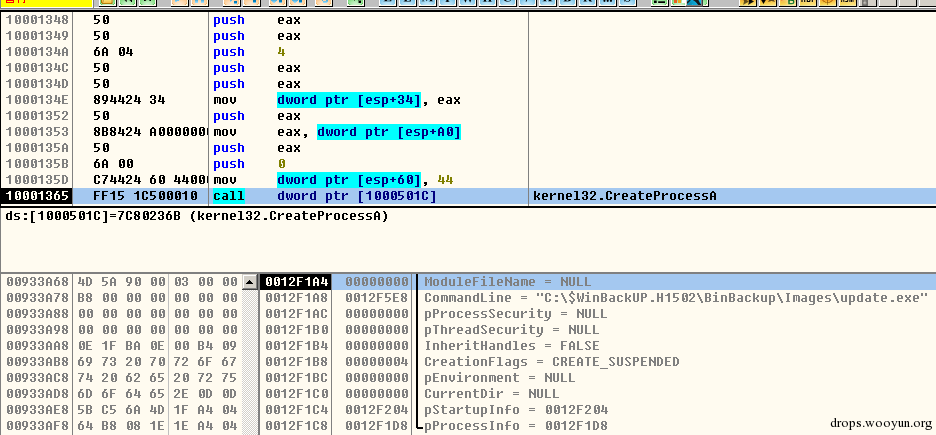 10001348 50 push eax
10001349 50 push eax
1000134A 6A 04 push 4
1000134C 50 push eax
1000134D 50 push eax
1000134E 894424 34 mov dword ptr [esp+34], eax
10001352 50 push eax
10001353 8B8424 A0000000 mov eax, dword ptr [esp+A0]
1000135A 50 push eax
1000135B 6A 00 push 0
1000135D C74424 60 4400 mov dword ptr [esp+60], 44
10001365 FF15 1C500010 call dword ptr [1000501C] kernel32.CreateProcessA
ds:[1000501C]=7C80236B (kernel32.CreateProcessA)
00933A68 4D 5A 90 00 03 00 00 0012F1A4 00000000 ModuleFileName = NULL
00933A78 B8 00 00 00 00 00 00 0012F1A8 0012F5E8 CommandLine = "C:\$WinBackUP.H1502\BinBackup\Images\update.exe"
00933A88 00 00 00 00 00 00 00 0012F1AC 00000000 pProcessSecurity = NULL
00933A98 00 00 00 00 00 00 00 0012F1B0 00000000 pThreadSecurity = NULL
00933AA8 0E 1F BA 0E 00 B4 09 0012F1B4 00000000 InheritHandles = FALSE
00933AB8 69 73 20 70 72 6F 67 0012F1B8 00000004 CreationFlags = CREATE_SUSPENDED
00933AC8 74 20 62 65 20 72 75 0012F1BC 00000000 pEnvironment = NULL
00933AD8 6D 6F 64 65 2E 0D 0D 0012F1C0 00000000 CurrentDir = NULL
00933AE8 5B C5 6A 4D 1F A4 04 0012F1C4 0012F204 pStartupInfo = 0012F204
00933AF8 64 B8 08 1E 1E A4 04 0012F1C8 0012F1D8 pProcessInfo = 0012F1D8
drops.wooyun.org